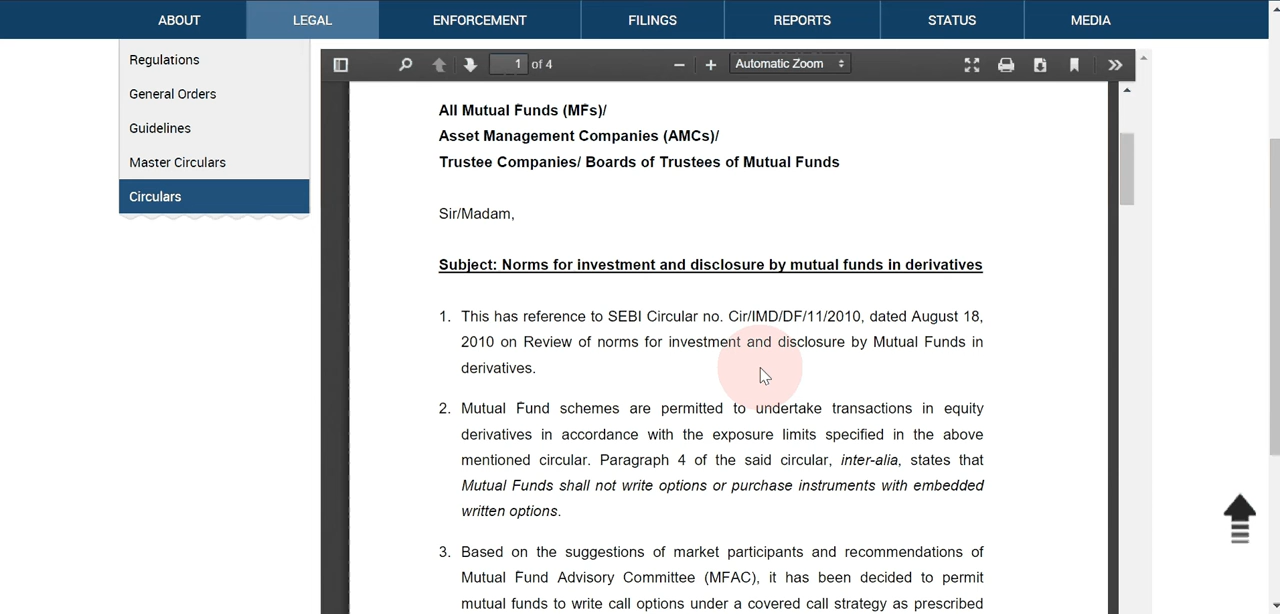 ABOUT LEGAL ENFORCEMENT FILINGS REPORTS STATUS MEDIA
Regulations
General Orders
Guidelines
Master Circulars
Circulars
1 of 4 Automatic Zoom
All Mutual Funds (MFs)/
Asset Management Companies (AMCs)/
Trustee Companies/ Boards of Trustees of Mutual Funds
Sir/Madam,
Subject: Norms for investment and disclosure by mutual funds in derivatives
1. This has reference to SEBI Circular no. Cir/IMD/DF/11/2010, dated August 18,
2010 on Review of norms for investment and disclosure by Mutual Funds in
derivatives.
2. Mutual Fund schemes are permitted to undertake transactions in equity
derivatives in accordance with the exposure limits specified in the above
mentioned circular. Paragraph 4 of the said circular, inter-alia, states that
Mutual Funds shall not write options or purchase instruments with embedded
written options.
3. Based on the suggestions of market participants and recommendations of
Mutual Fund Advisory Committee (MFAC), it has been decided to permit
mutual funds to write call options under a covered call strategy as prescribed